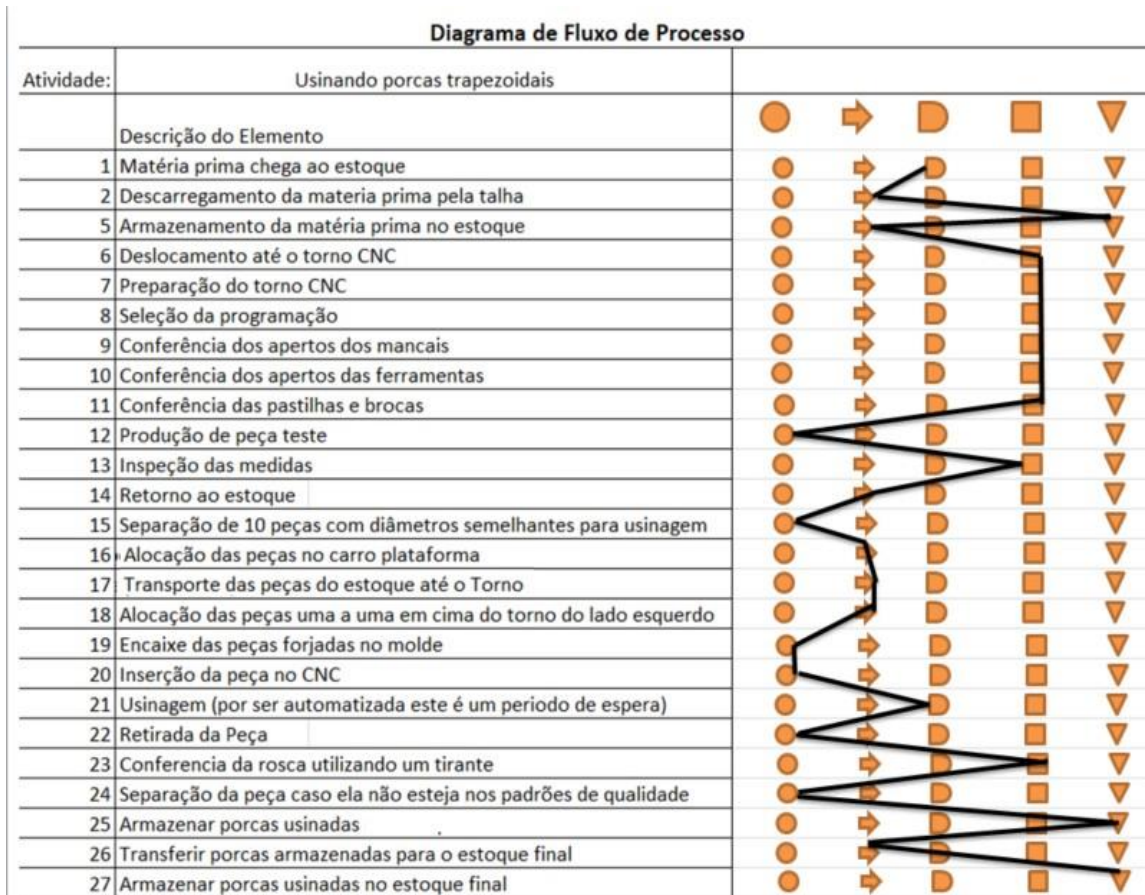 Diagrama de Fluxo de Processo
Atividade: Usinando porcas trapezoidais
Descrição do Elemento
1 Matéria prima chega ao estoque
2 Descarregamento da materia prima pela talha
5 Armazenamento da matéria prima no estoque
6 Deslocamento até o torno CNC
7 Preparação do torno CNC
8 Seleção da programação
9 Conferência dos apertos dos mancais
10 Conferência dos apertos das ferramentas
11 Conferência das pastilhas e brocas
12 Produção de peça teste
13 Inspeção das medidas
14 Retorno ao estoque
15 Separação de 10 peças com diâmetros semelhantes para usinagem
16 Alocação das peças no carro plataforma
17 Transporte das peças do estoque até o Torno
18 Alocação das peças uma a uma em cima do torno do lado esquerdo
19 Encaixe das peças forjadas no molde
20 Inserção da peça no CNC
21 Usinagem (por ser automatizada este é um periodo de espera)
22 Retirada da Peça
23 Conferencia da rosca utilizando um tirante
24 Separação da peça caso ela não esteja nos padrões de qualidade
25 Armazenar porcas usinadas
26 Transferir porcas armazenadas para o estoque final
27 Armazenar porcas usinadas no estoque final